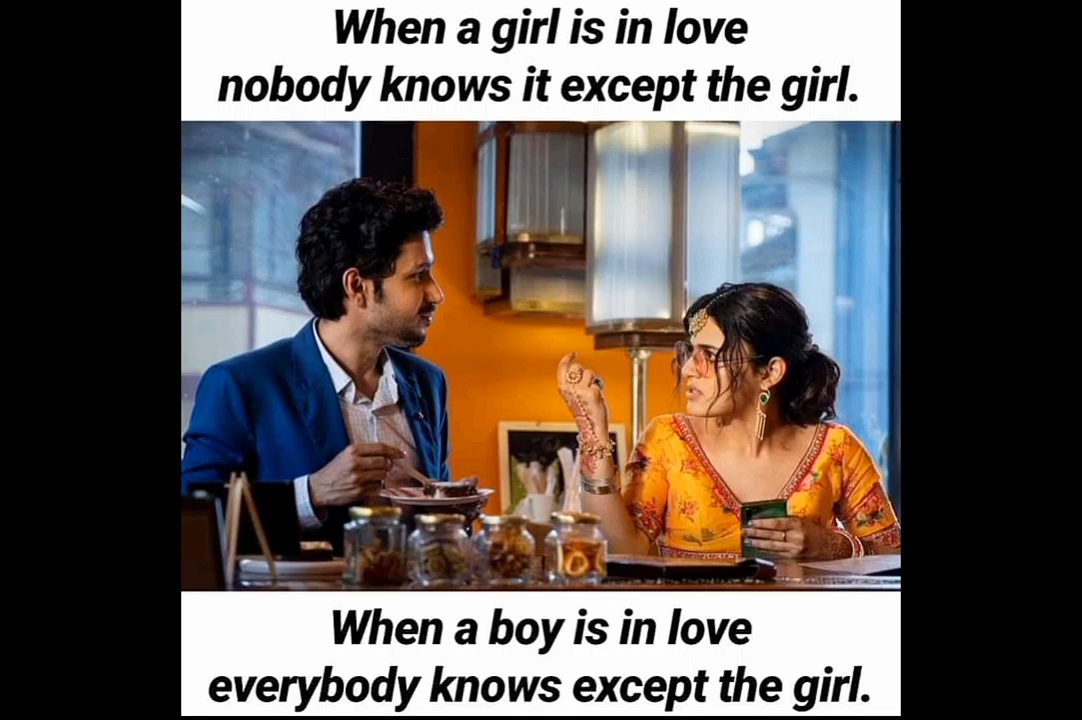 When a girl is in love
nobody knows it except the girl.
When a boy is in love
everybody knows except the girl.